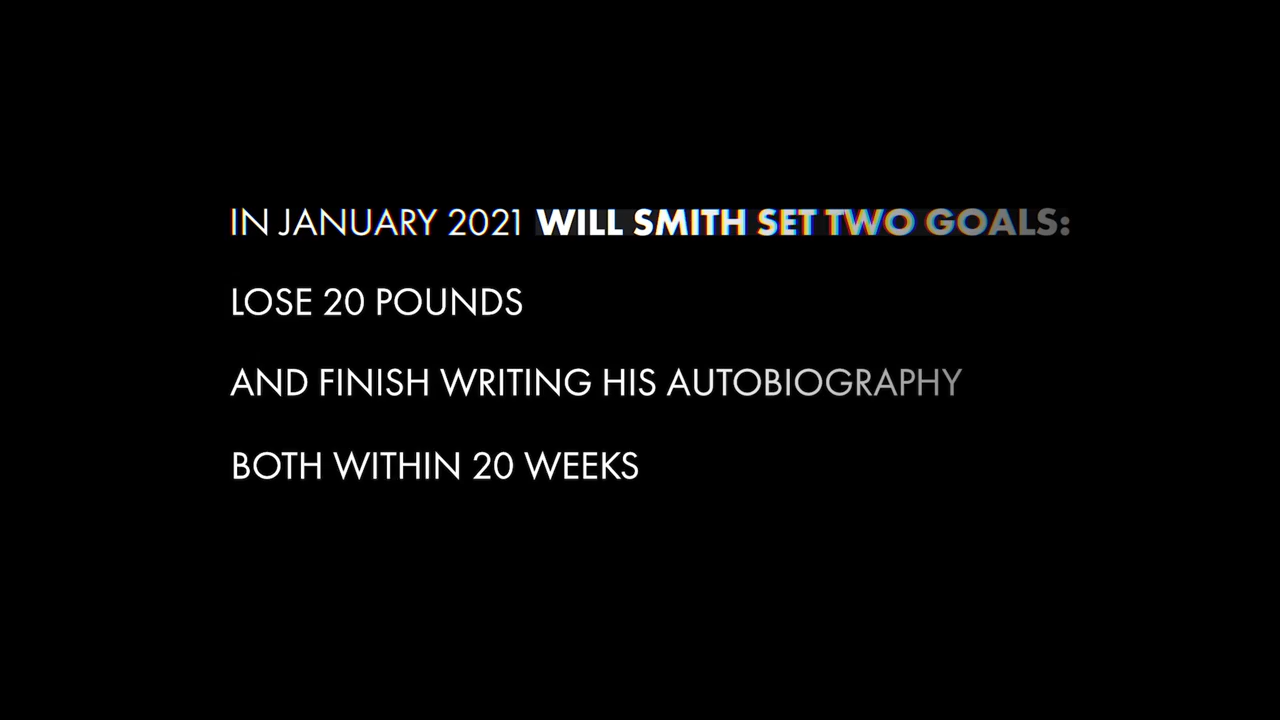 IN JANUARY 2021 WILL SMITH SET TWO GOALS:
LOSE 20 POUNDS
AND FINISH WRITING HIS AUTOBIOGRAPHY
BOTH WITHIN 20 WEEKS